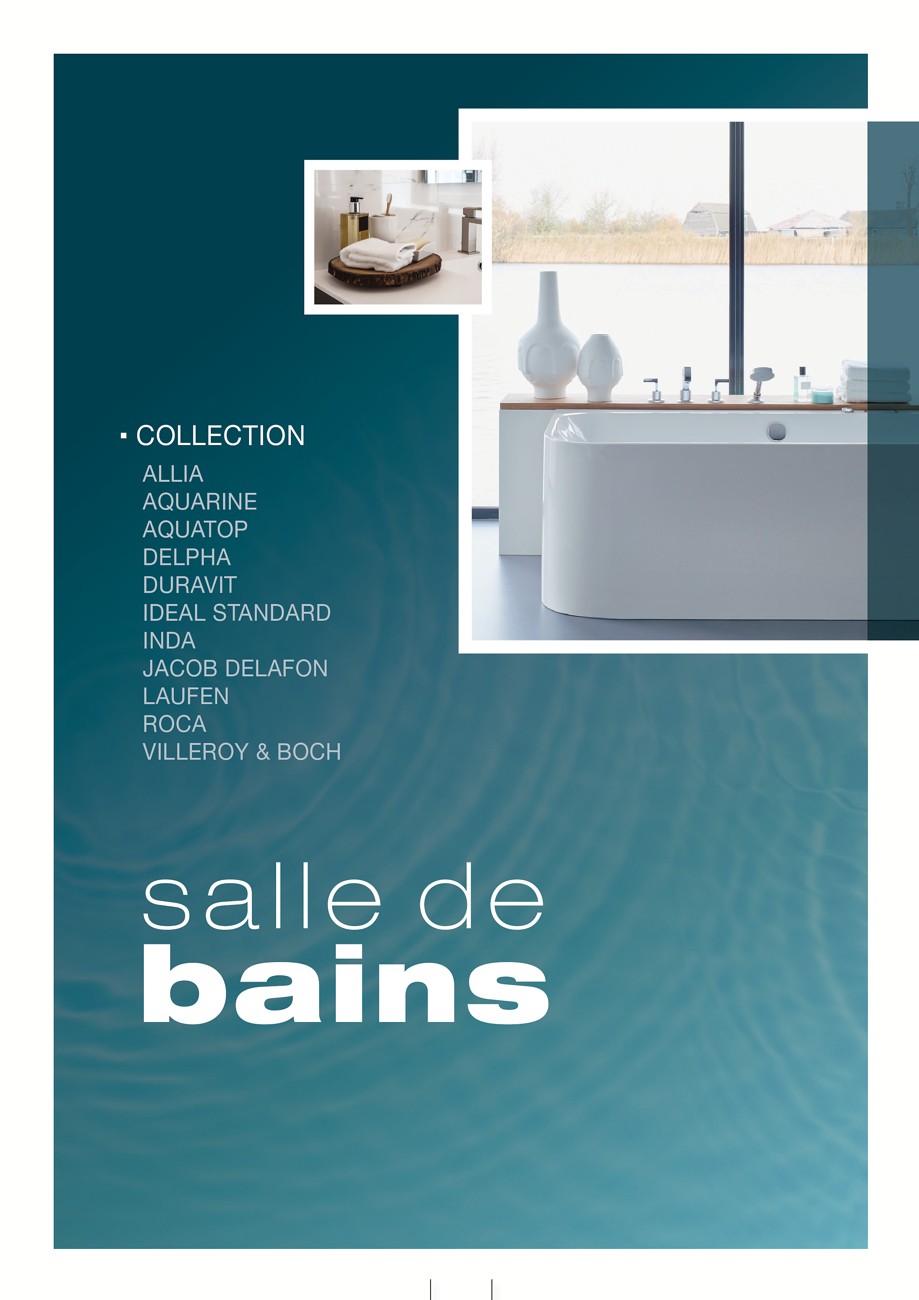 ▪ COLLECTION
ALLIA
AQUARINE
AQUATOP
DELPHA
DURAVIT
IDEAL STANDARD
INDA
JACOB DELAFON
LAUFEN
ROCA
VILLEROY & BOCH
salle de
bains